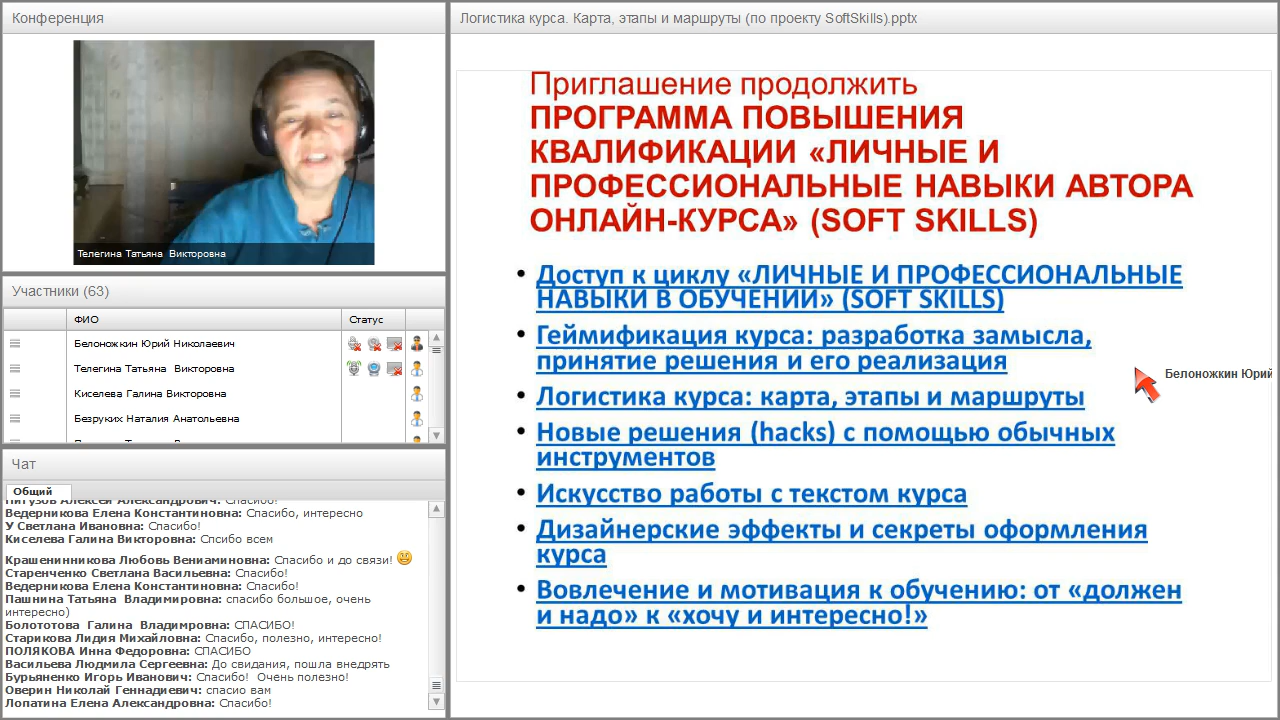 Конференция
Телегина Татьяна  Викторовна
Участники (63)
ФИО
Статус
Белоножкин Юрий Николаевич
Телегина Татьяна  Викторовна
Киселева Галина Викторовна
Безруких Наталия Анатольевна
Чат
Общий
Ведерникова Елена Константиновна: Спасибо, интересно
У Светлана Ивановна: Спасибо!
Киселева Галина Викторовна: Спсибо всем
Крашенинникова Любовь Вениаминовна: Спасибо и до связи!
Старенченко  Светлана Васильевна: Спасибо!
Ведерникова Елена Константиновна: Спасибо!
Пашнина Татьяна  Владимировна: спасибо большое, очень
интересно)
Болототова  Галина  Владмировна: СПАСИБО!
Старикова Лидия Михайловна: Спасибо, полезно, интересно!
ПОЛЯКОВА Инна Федоровна: СПАСИБО
Васильева Людмила Сергеевна: До свидания, пошла внедрять
Бурьяненко Игорь Иванович: Спасибо!  Очень полезно!
Оверин Николай Геннадиевич: спасио вам
Лопатина Елена Александровна: Спасибо!
Логистика курса. Карта, этапы и маршруты (по проекту SoftSkills).pptx
Приглашение продолжить
ПРОГРАММА ПОВЫШЕНИЯ
КВАЛИФИКАЦИИ «ЛИЧНЫЕ И
ПРОФЕССИОНАЛЬНЫЕ НАВЫКИ АВТОРА
ОНЛАЙН-КУРСА» (SOFT SKILLS)
• Доступ к циклу «ЛИЧНЫЕ И ПРОФЕССИОНАЛЬНЫЕ
НАВЫКИ В ОБУЧЕНИИ» (SOFT SKILLS)
• Геймификация курса: разработка замысла,
принятие решения и его реализация
• Логистика курса: карта, этапы и маршруты
• Новые решения (hacks) с помощью обычных
инструментов
• Искусство работы с текстом курса
• Дизайнерские эффекты и секреты оформления
курса
• Вовлечение и мотивация к обучению: от «должен
и надо» к «хочу и интересно!»
Белоножкин Юрий